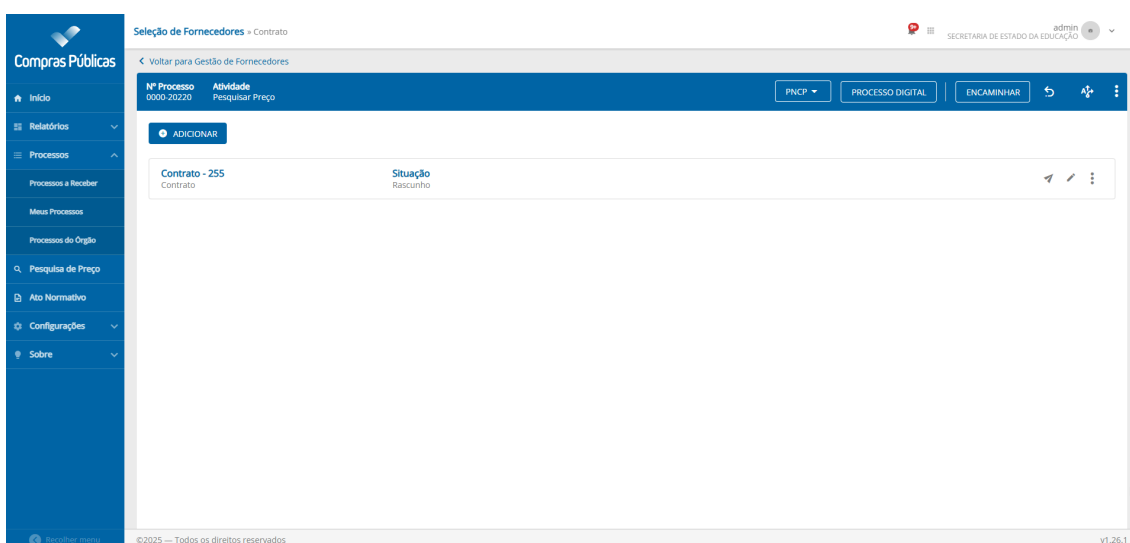 Compras Públicas
Início
Relatórios
Processos
Processos a Receber
Meus Processos
Processos do Órgão
Pesquisa de Preço
Ato Normativo
Configurações
Sobre
Recolher menu
Seleção de Fornecedores » Contrato
9+
admin
SECRETARIA DE ESTADO DA EDUCAÇÃO
Voltar para Gestão de Fornecedores
Nº Processo Atividade
0000-20220 Pesquisar Preço
PNCP PROCESSO DIGITAL ENCAMINHAR
ADICIONAR
Contrato - 255 Situação
Contrato Rascunho
©2025 — Todos os direitos reservados v1.26.1